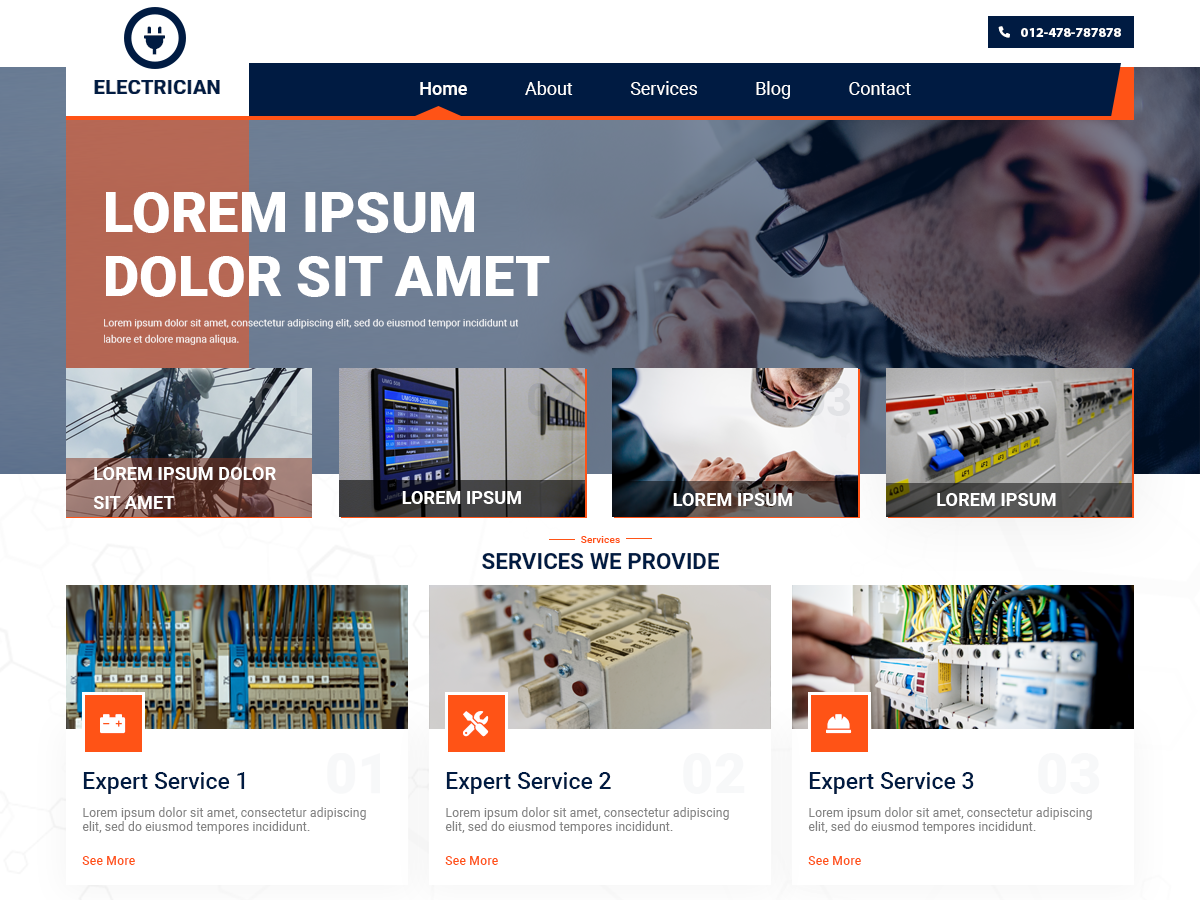 ELECTRICIAN
012-478-787878
Home
About
Services
Blog
Contact
LOREM IPSUM
DOLOR SIT AMET
Lorem ipsum dolor sit amet, consectetur adipiscing elit, sed do eiusmod tempor incididunt ut
labore et dolore magna aliqua.
LOREM IPSUM DOLOR
SIT AMET
LOREM IPSUM
LOREM IPSUM
LOREM IPSUM
Services
SERVICES WE PROVIDE
01
Expert Service 1
Lorem ipsum dolor sit amet, consectetur adipiscing
elit, sed do eiusmod tempores incididunt.
See More
02
Expert Service 2
Lorem ipsum dolor sit amet, consectetur adipiscing
elit, sed do eiusmod tempores incididunt.
See More
03
Expert Service 3
Lorem ipsum dolor sit amet, consectetur adipiscing
elit, sed do eiusmod tempores incididunt.
See More